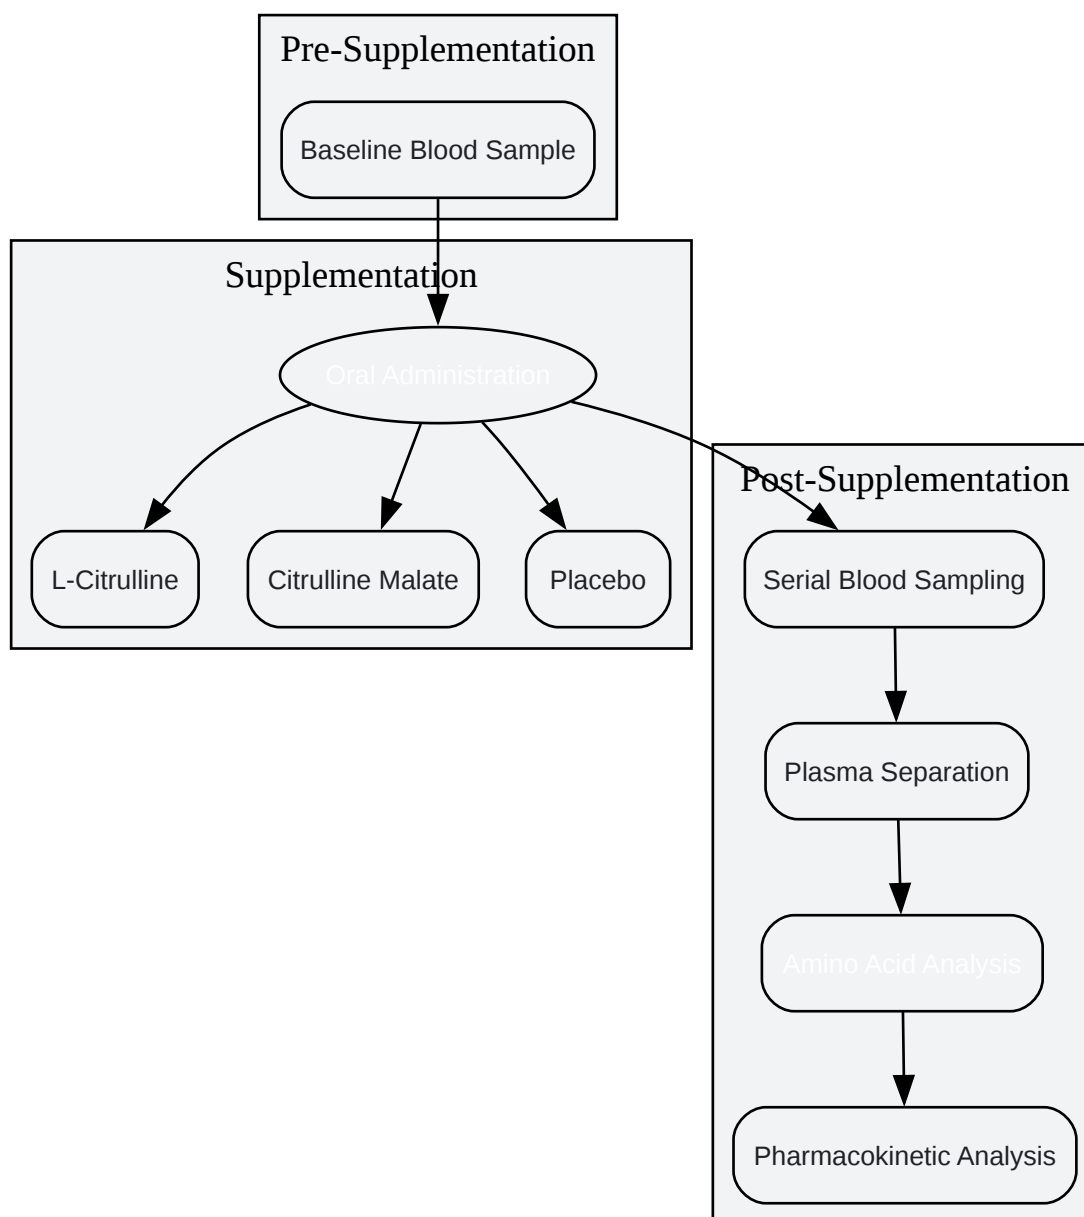 Pre-Supplementation
Baseline Blood Sample
Supplementation
Oral Administration
L-Citrulline
Citrulline Malate
Placebo
Post-Supplementation
Serial Blood Sampling
Plasma Separation
Amino Acid Analysis
Pharmacokinetic Analysis